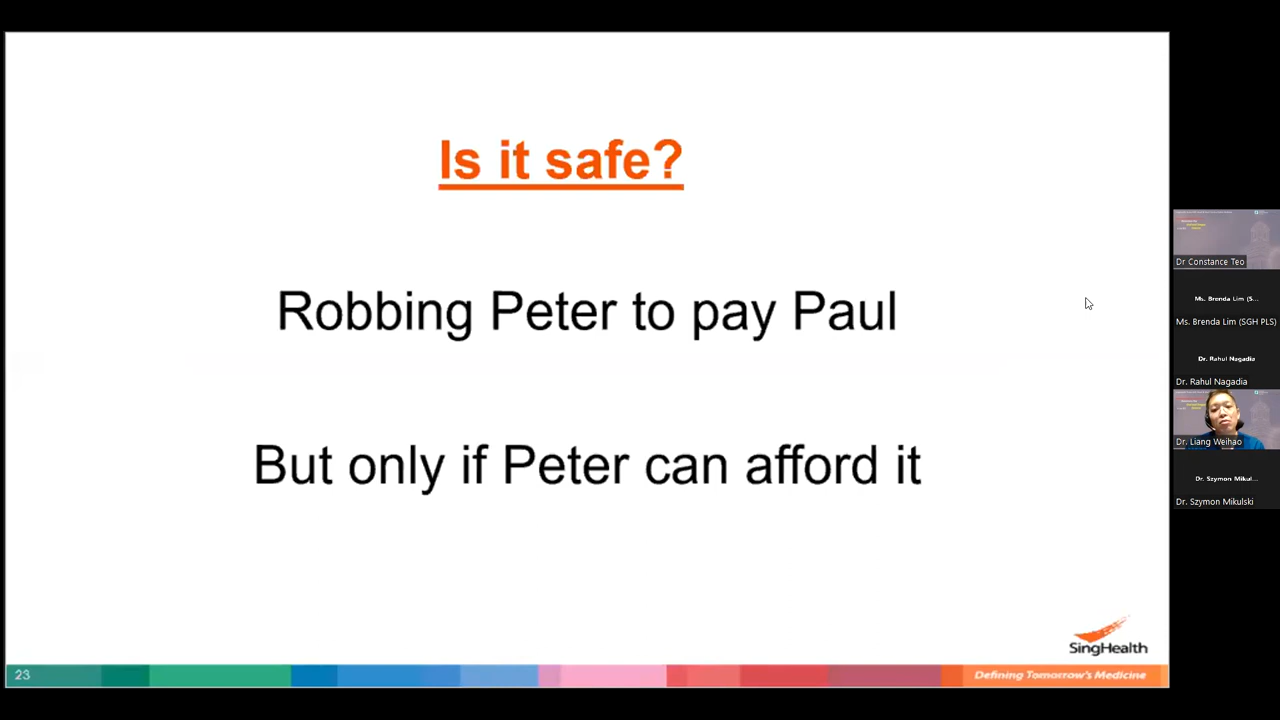 Is it safe?
Robbing Peter to pay Paul
But only if Peter can afford it
SingHealth
23
Defining Tomorrow's Medicine
Dr Constance Teo
Ms. Brenda Lim (S...
Ms. Brenda Lim (SGH PLS)
Dr. Rahul Nagadia
Dr. Rahul Nagadia
Dr. Liang Weihao
Dr. Szymon Mikul...
Dr. Szymon Mikulski